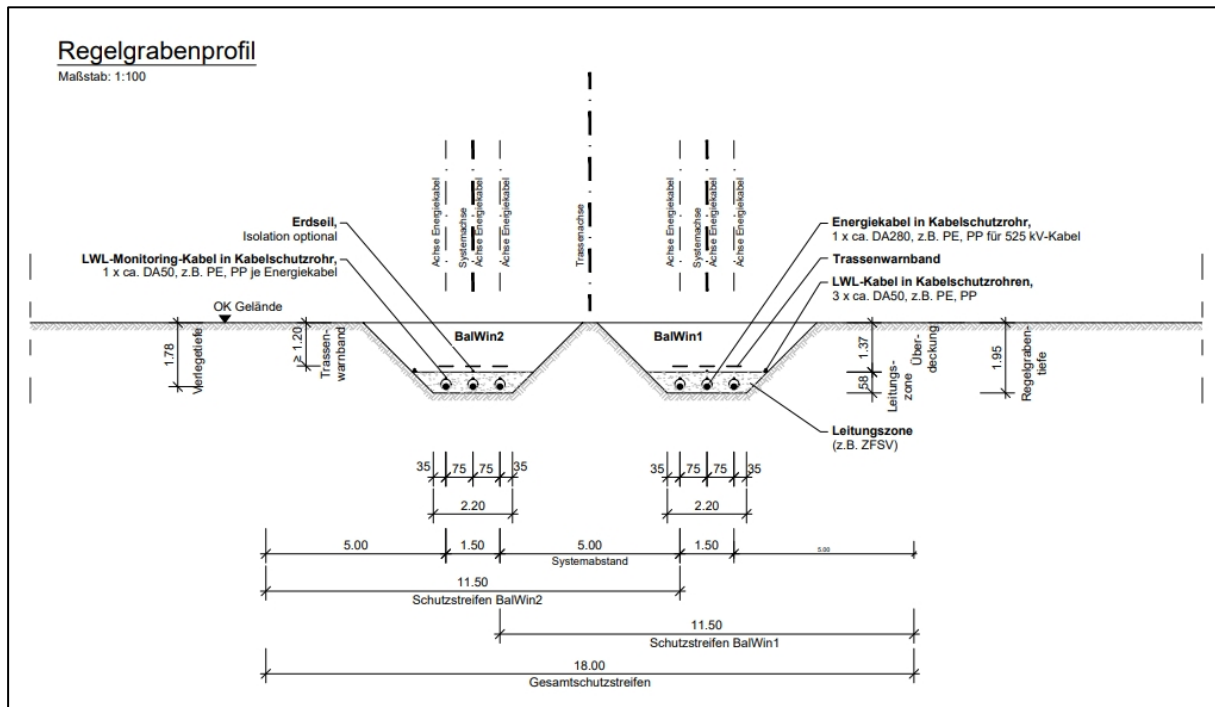 Regelgrabenprofil
Maßstab: 1:100
Achse Energiekabel
Systemachse
Achse Energiekabel
Achse Energiekabel
Trassenachse
Achse Energiekabel
Systemachse
Achse Energiekabel
Achse Energiekabel
Erdseil,
Isolation optional
LWL-Monitoring-Kabel in Kabelschutzrohr,
1 x ca. DA50, z.B. PE, PP je Energiekabel
Energiekabel in Kabelschutzrohr,
1 x ca. DA280, z.B. PE, PP für 525 kV-Kabel
Trassenwarnband
LWL-Kabel in Kabelschutzrohren,
3 x ca. DA50, z.B. PE, PP
OK Gelände
BalWin2
BalWin1
1.78
Verlegetiefe
≥ 1.20
Trassen-
warnband
1.37
Über-
deckung
58
Leitungs-
zone
1.95
Regelgraben-
tiefe
Leitungszone
(z.B. ZFSV)
35 75 75 35
35 75 75 35
2.20
2.20
5.00 1.50 5.00 1.50 5.00
Systemabstand
11.50
Schutzstreifen BalWin2
11.50
Schutzstreifen BalWin1
18.00
Gesamtschutzstreifen